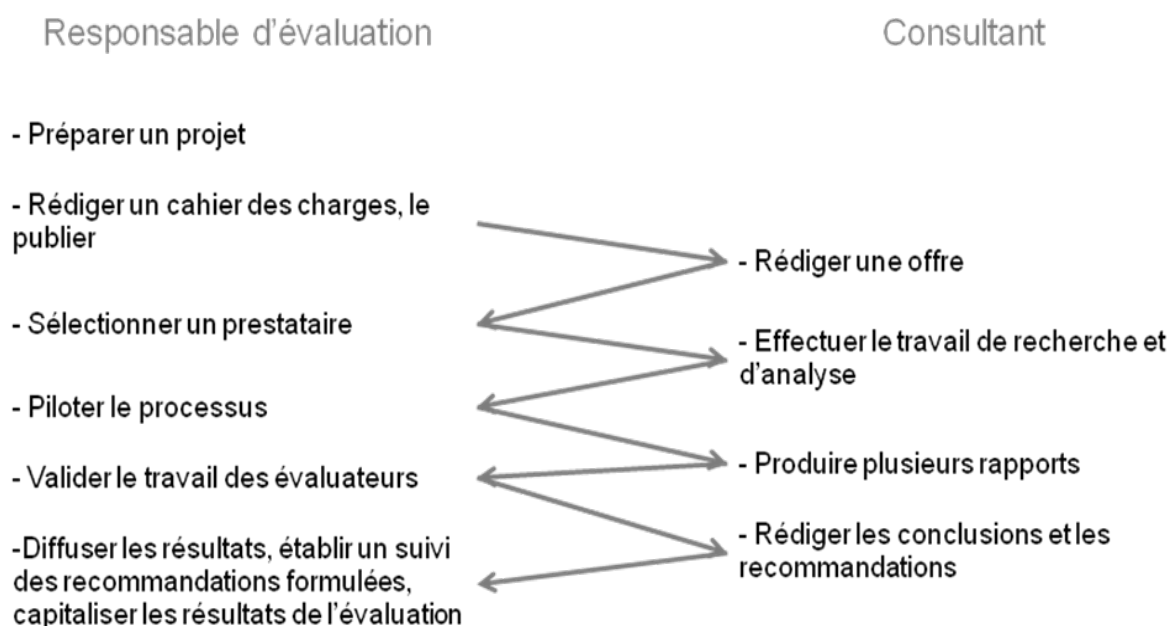 Responsable d'évaluation
Consultant
- Préparer un projet
- Rédiger un cahier des charges, le
publier
- Rédiger une offre
- Sélectionner un prestataire
- Effectuer le travail de recherche et
d'analyse
- Piloter le processus
- Produire plusieurs rapports
- Valider le travail des évaluateurs
- Rédiger les conclusions et les
recommandations
-Diffuser les résultats, établir un suivi
des recommandations formulées,
capitaliser les résultats de l'évaluation